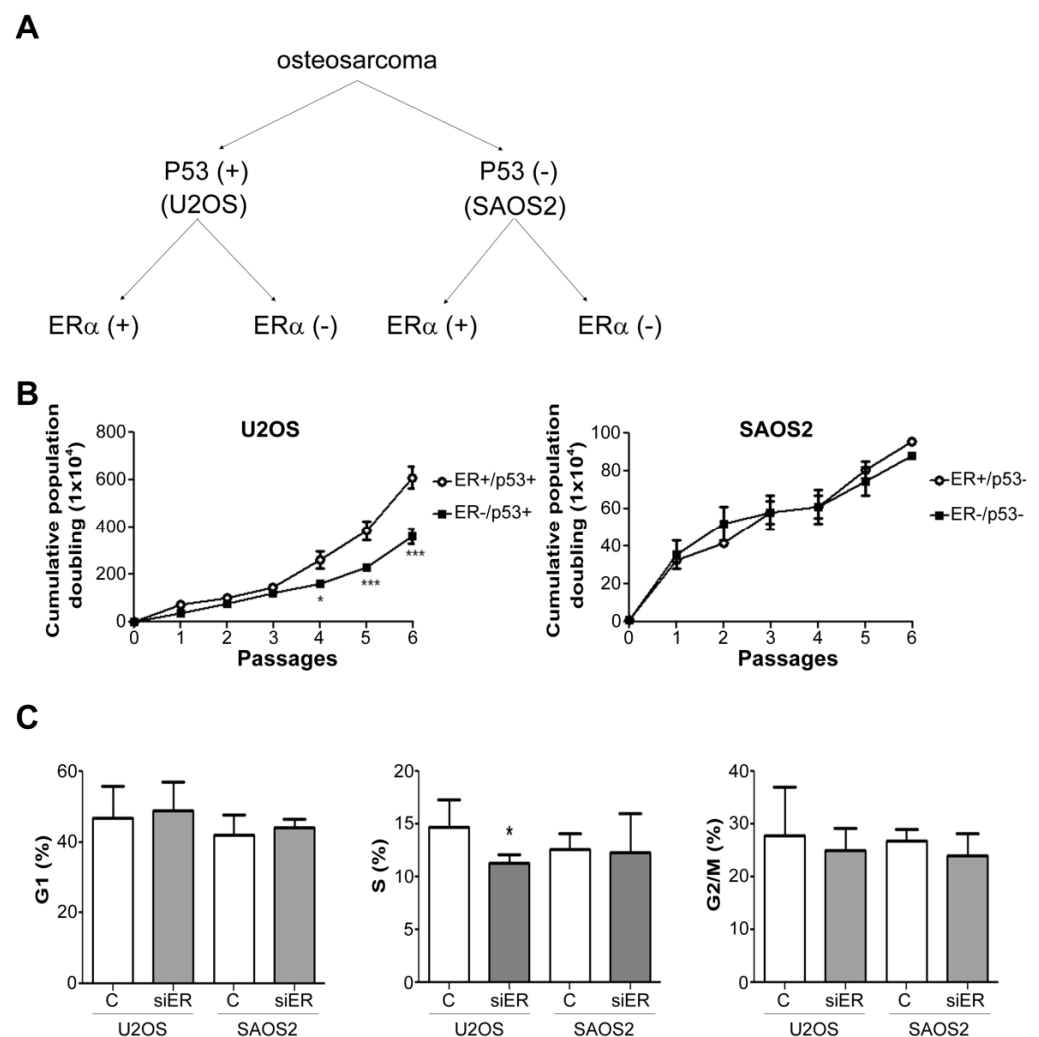 A
osteosarcoma
P53 (+)
(U2OS)
P53 (-)
(SAOS2)
ERα (+)
ERα (-)
ERα (+)
ERα (-)
B
U2OS
Cumulative population
doubling (1x10⁴)
800
600
400
200
0
0 1 2 3 4 5 6
Passages
ER+/p53+
ER-/p53+
*
***
***
SAOS2
Cumulative population
doubling (1x10⁴)
100
80
60
40
20
0
0 1 2 3 4 5 6
Passages
ER+/p53-
ER-/p53-
C
G1 (%)
60
40
20
0
C siER C siER
U2OS SAOS2
S (%)
20
15
10
5
0
*
C siER C siER
U2OS SAOS2
G2/M (%)
40
30
20
10
0
C siER C siER
U2OS SAOS2